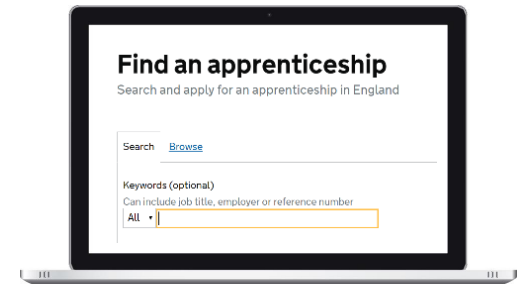 Find an apprenticeship
Search and apply for an apprenticeship in England
Search Browse
Keywords (optional)
Can include job title, employer or reference number
All